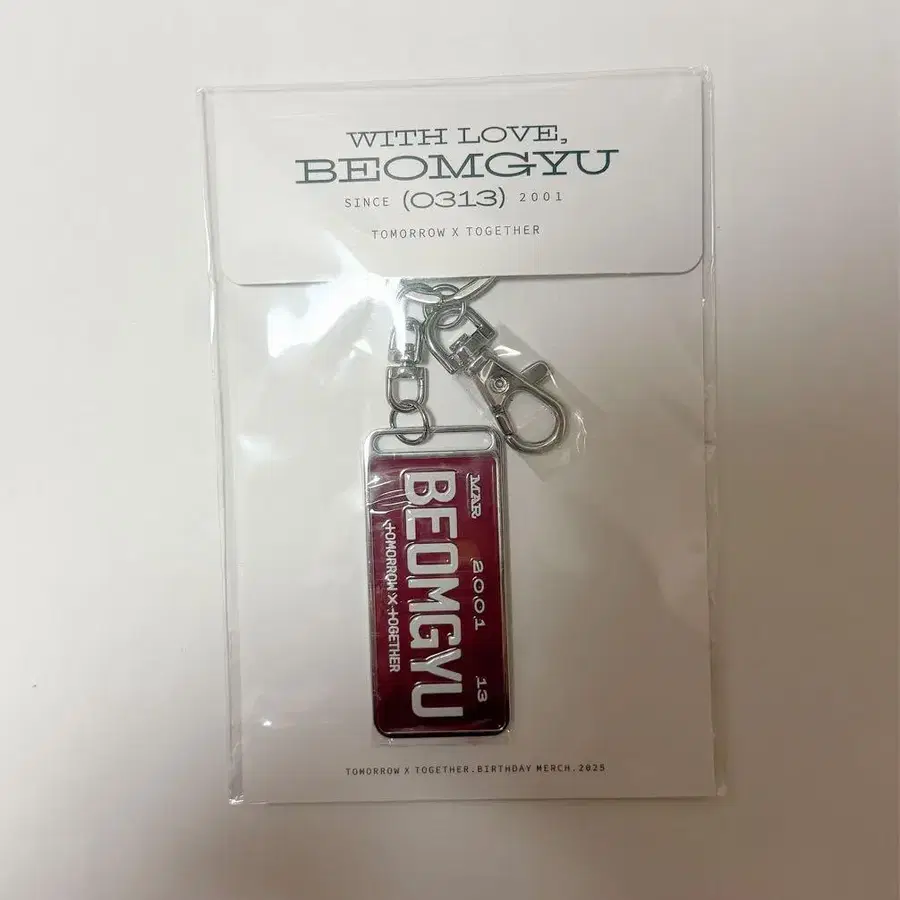 WITH LOVE,
BEOMGYU
SINCE (0313) 2001
TOMORROW X TOGETHER
MAR 2001 13
BEOMGYU
TOMORROW X TOGETHER
TOMORROW X TOGETHER.BIRTHDAY MERCH.2025